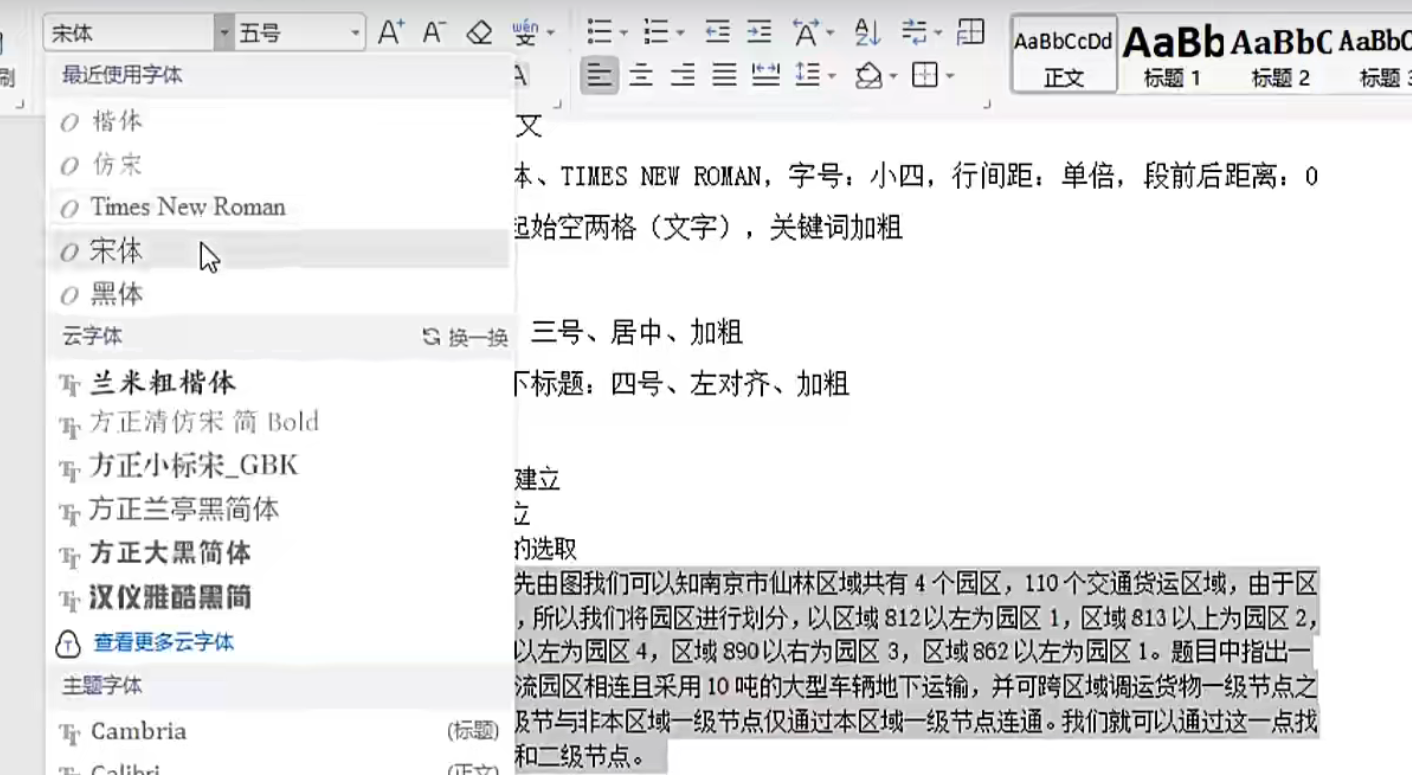 宋体 五号 A+ A- wén 变
刷
AaBbCcDd AaBb AaBbC AaBbC
正文 标题 1 标题 2 标题 3
最近使用字体
楷体
仿宋
Times New Roman
宋体
黑体
云字体 换一换
兰米粗楷体
方正清仿宋 简 Bold
方正小标宋_GBK
方正兰亭黑简体
方正大黑简体
汉仪雅酷黑简
查看更多云字体
主题字体
Cambria (标题)
Calibri (正文)
文
体、TIMES NEW ROMAN，字号：小四，行间距：单倍，段前后距离：0
起始空两格（文字），关键词加粗
三号、居中、加粗
下标题：四号、左对齐、加粗
建立
立
的选取
先由图我们可以知南京市仙林区域共有 4 个园区，110 个交通货运区域，由于区
，所以我们将园区进行划分，以区域 812 以左为园区 1，区域 813 以上为园区 2，
以左为园区 4，区域 890 以右为园区 3，区域 862 以左为园区 1。题目中指出一
流园区相连且采用 10 吨的大型车辆地下运输，并可跨区域调运货物一级节点之
级节与非本区域一级节点仅通过本区域一级节点连通。我们就可以通过这一点找
和二级节点。